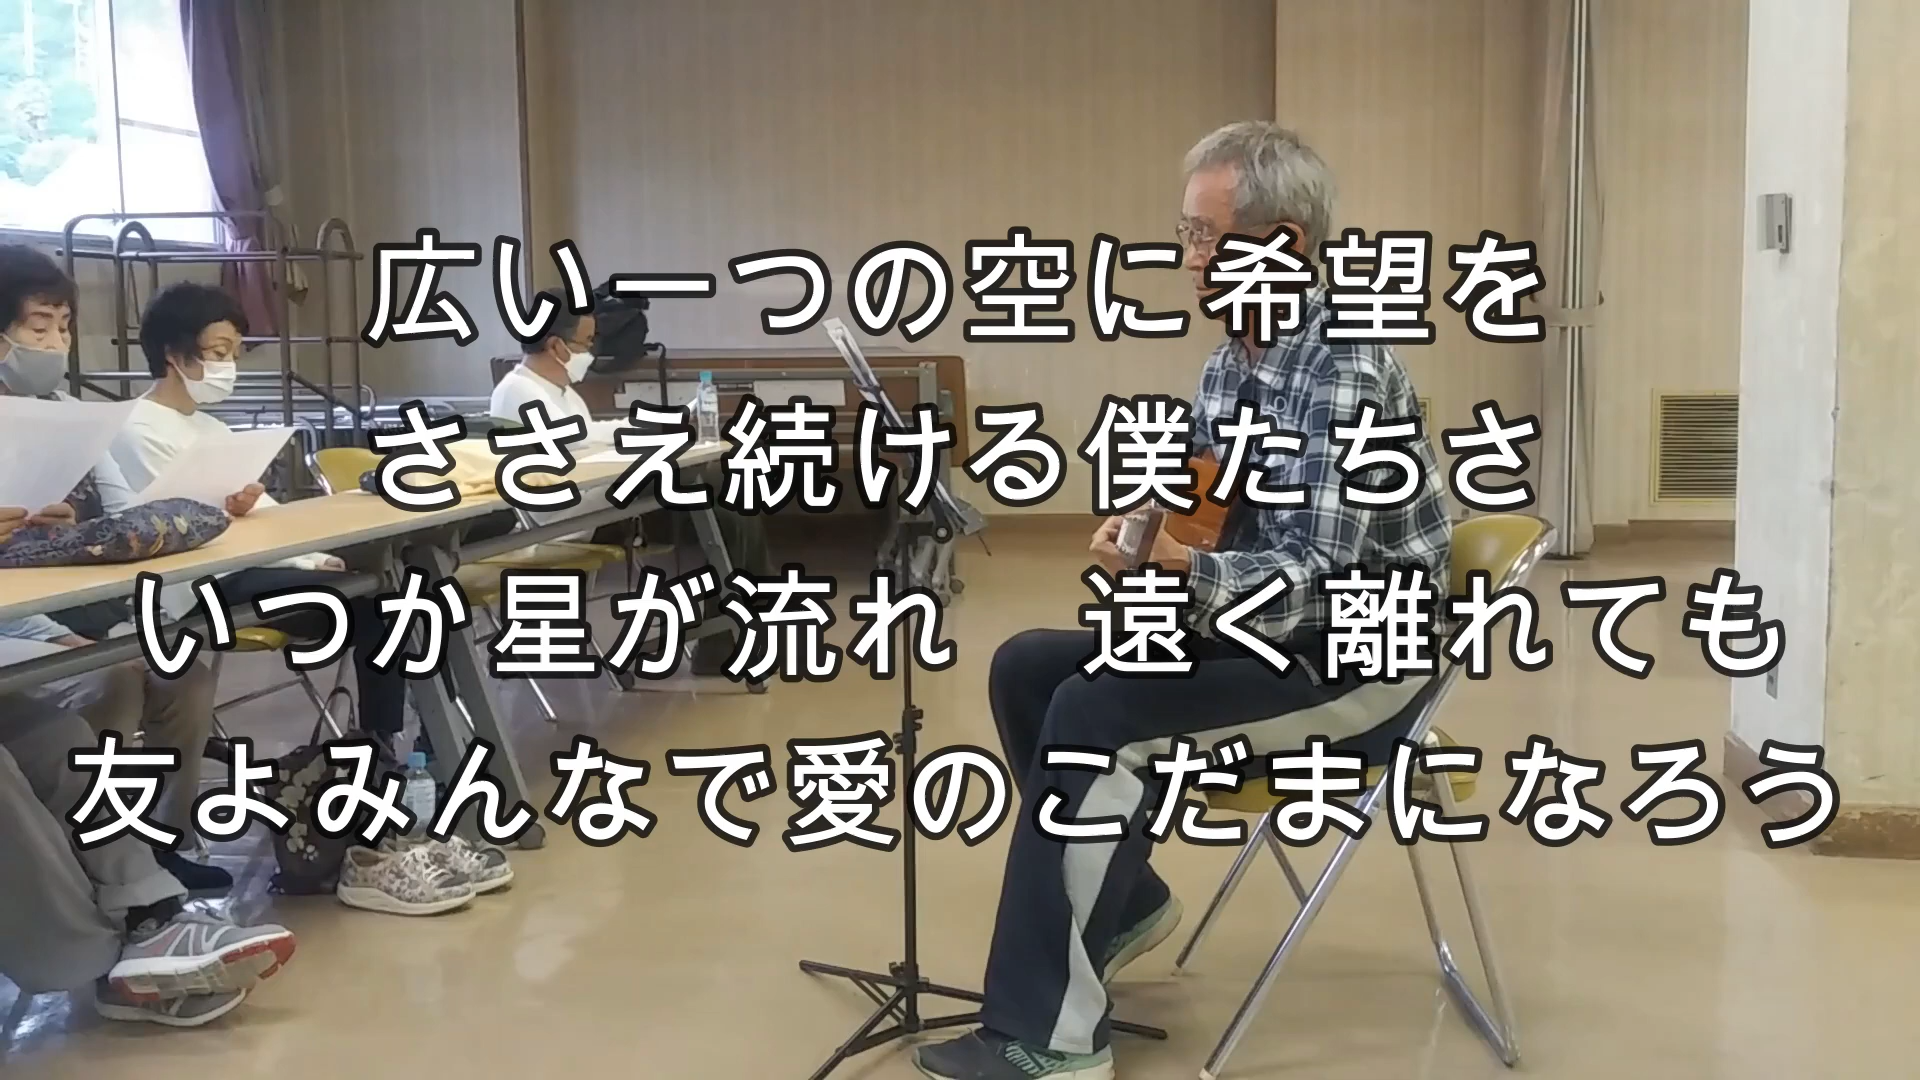 広い一つの空に希望を
ささえ続ける僕たちさ
いつか星が流れ　遠く離れても
友よみんなで愛のこだまになろう